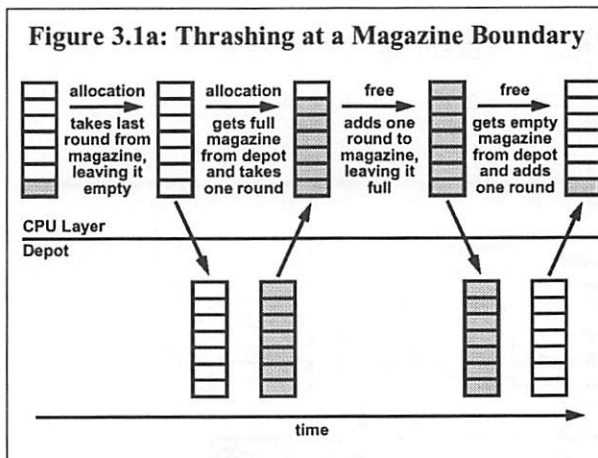 Figure 3.1a: Thrashing at a Magazine Boundary
allocation
takes last
round from
magazine,
leaving it
empty
allocation
gets full
magazine
from depot
and takes
one round
free
adds one
round to
magazine,
leaving it
full
free
gets empty
magazine
from depot
and adds
one round
CPU Layer
Depot
time